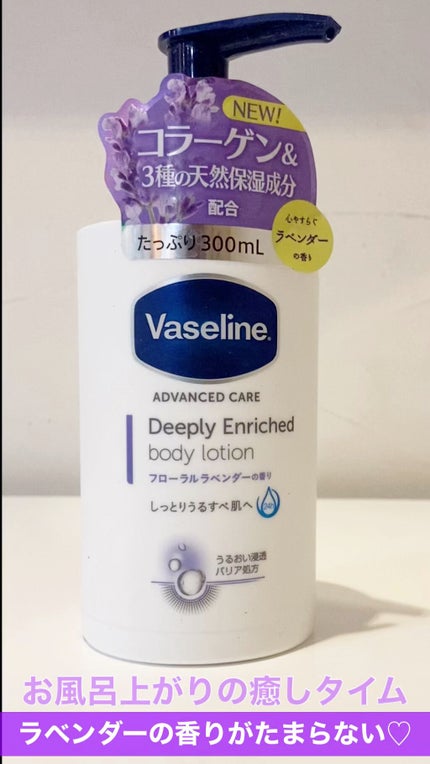 NEW!
コラーゲン&
3種の天然保湿成分
配合
たっぷり300mL
心やすらぐ
ラベンダー
の香り
Vaseline
ADVANCED CARE
Deeply Enriched
body lotion
フローラルラベンダーの香り
しっとりうるすべ肌へ
24h
うるおい浸透
バリア処方
お風呂上がりの癒しタイム
ラベンダーの香りがたまらない♡